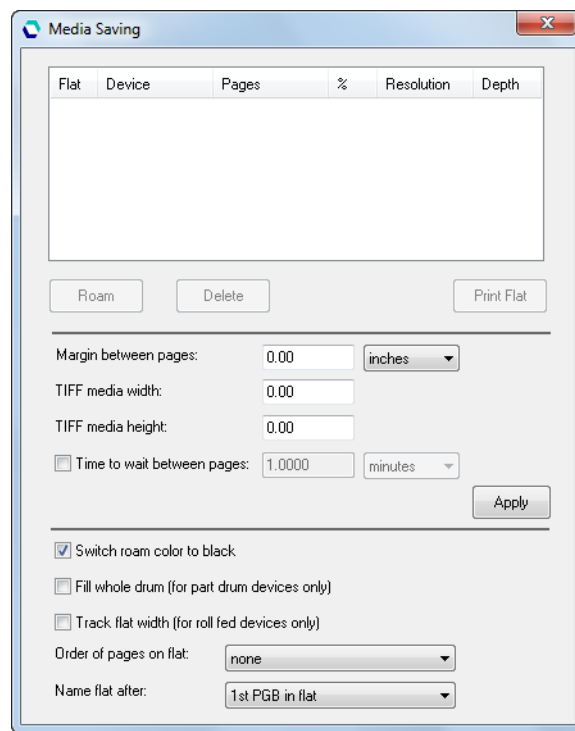 Media Saving
Flat Device Pages % Resolution Depth
Roam Delete Print Flat
Margin between pages: 0.00 inches
TIFF media width: 0.00
TIFF media height: 0.00
Time to wait between pages: 1.0000 minutes
Apply
Switch roam color to black
Fill whole drum (for part drum devices only)
Track flat width (for roll fed devices only)
Order of pages on flat: none
Name flat after: 1st PGB in flat